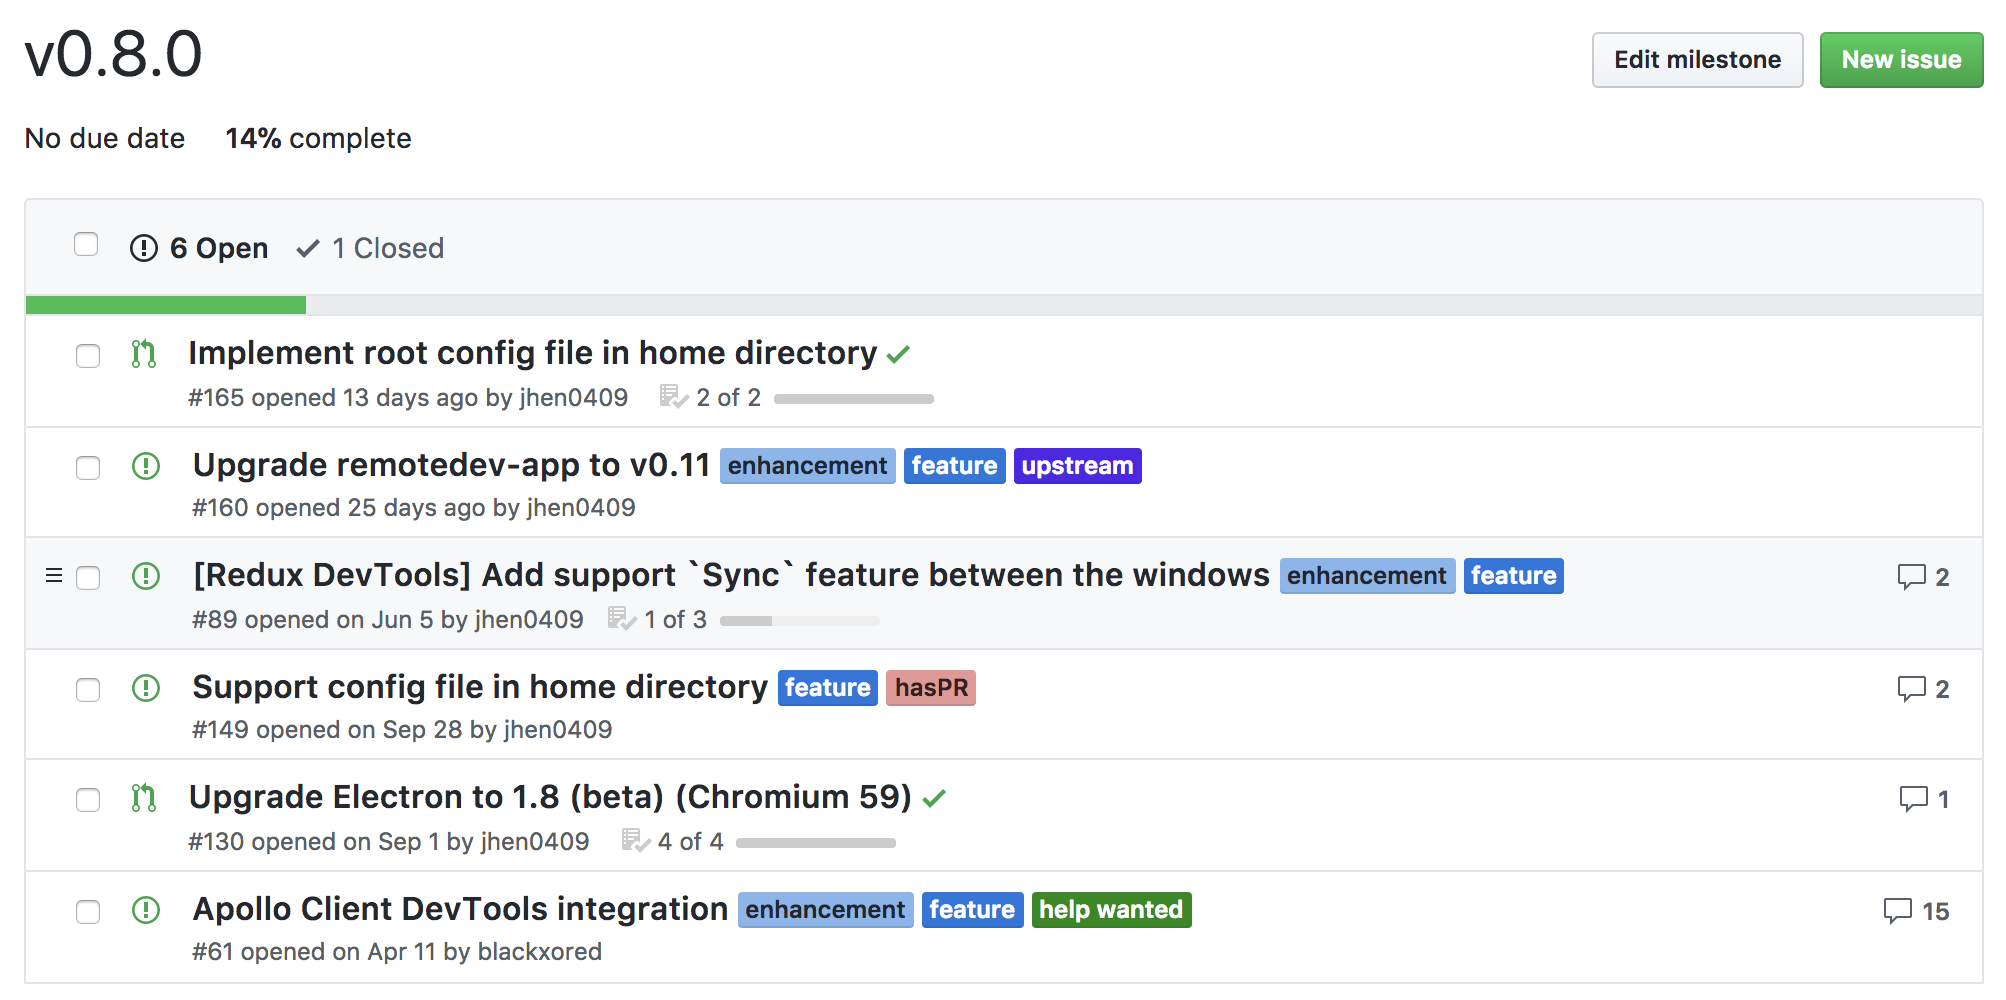 v0.8.0
Edit milestone
New issue
No due date 14% complete
6 Open 1 Closed
Implement root config file in home directory
#165 opened 13 days ago by jhen0409 2 of 2
Upgrade remotedev-app to v0.11 enhancement feature upstream
#160 opened 25 days ago by jhen0409
[Redux DevTools] Add support `Sync` feature between the windows enhancement feature 2
#89 opened on Jun 5 by jhen0409 1 of 3
Support config file in home directory feature hasPR 2
#149 opened on Sep 28 by jhen0409
Upgrade Electron to 1.8 (beta) (Chromium 59) 1
#130 opened on Sep 1 by jhen0409 4 of 4
Apollo Client DevTools integration enhancement feature help wanted 15
#61 opened on Apr 11 by blackxored